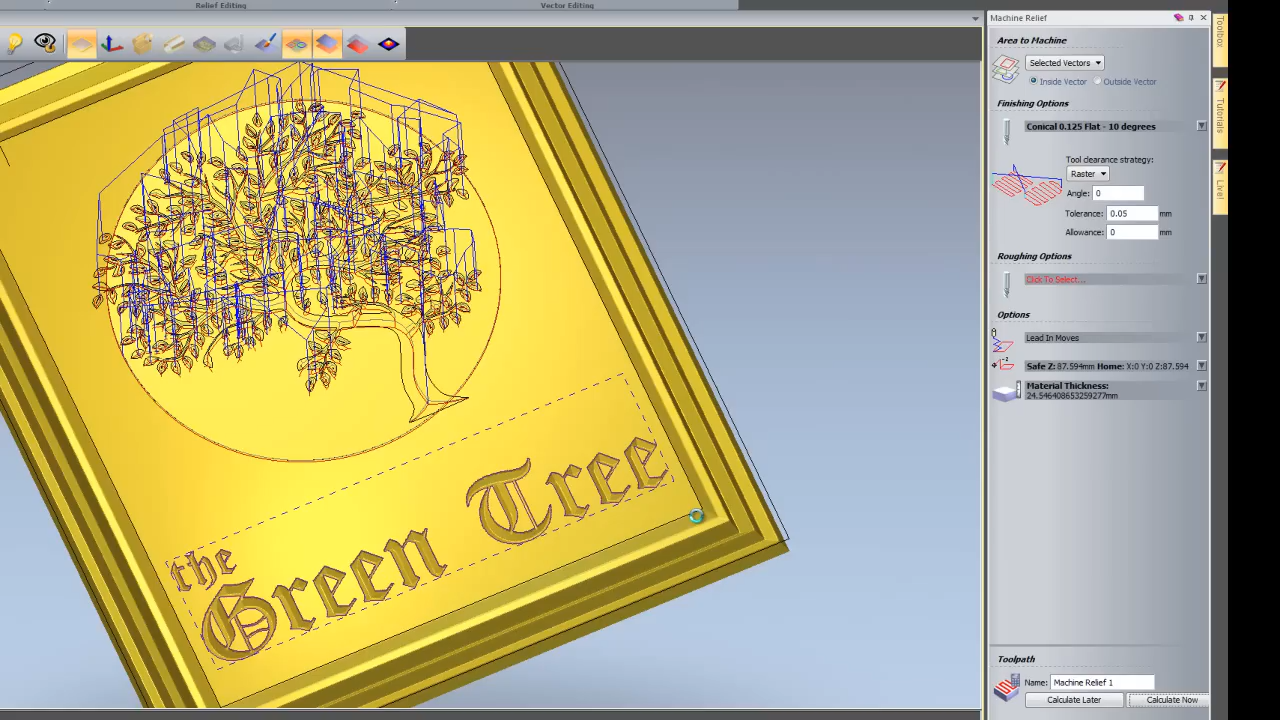 Relief Editing
Vector Editing
Machine Relief
Area to Machine
Selected Vectors
Inside Vector
Outside Vector
Finishing Options
Conical 0.125 Flat - 10 degrees
Tool clearance strategy:
Raster
Angle: 0
Tolerance: 0.05 mm
Allowance: 0 mm
Roughing Options
Click To Select...
Options
Lead In Moves
Safe Z: 87.594mm Home: X:0 Y:0 Z:87.594
Material Thickness:
24.546408653259277mm
Toolpath
Name: Machine Relief 1
Calculate Later
Calculate Now
Toolbox
Tutorials
Live!
the
Green Tree